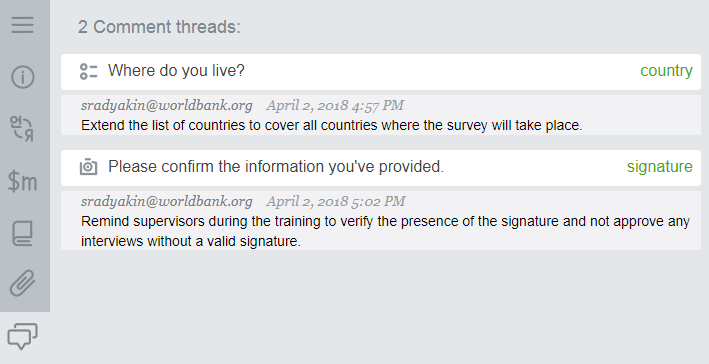 2 Comment threads:
Where do you live? country
sradyakin@worldbank.org April 2, 2018 4:57 PM
Extend the list of countries to cover all countries where the survey will take place.
Please confirm the information you've provided. signature
sradyakin@worldbank.org April 2, 2018 5:02 PM
Remind supervisors during the training to verify the presence of the signature and not approve any
interviews without a valid signature.
$m